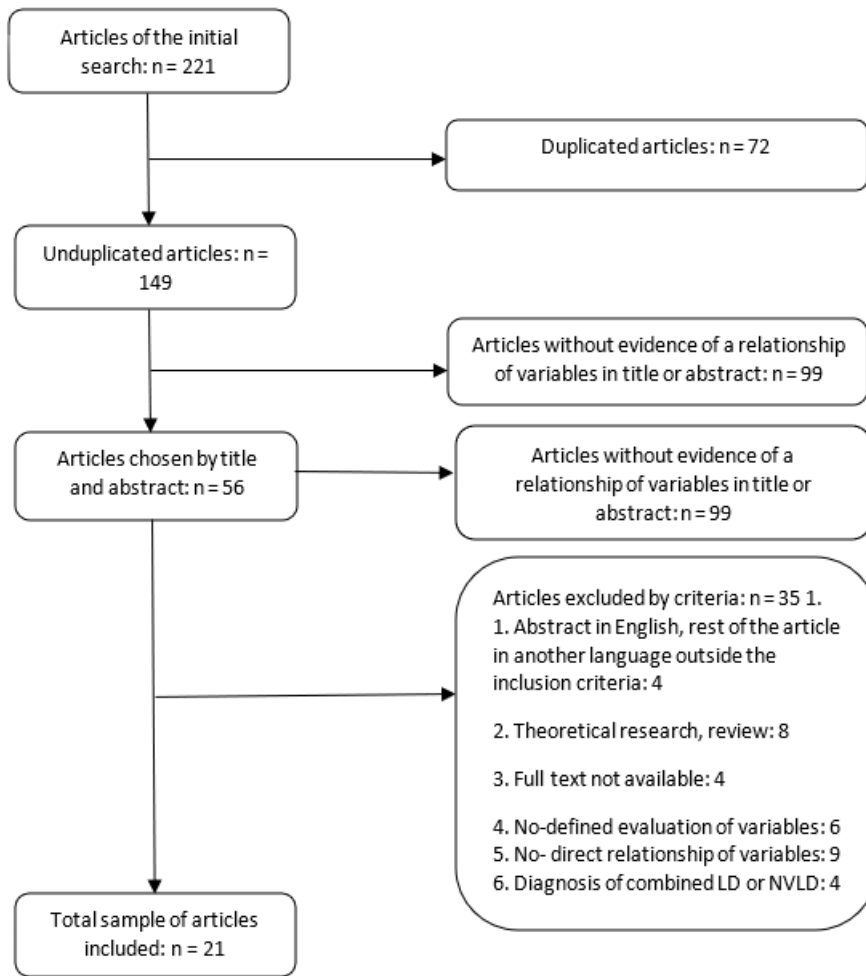 Articles of the initial
search: n = 221
Duplicated articles: n = 72
Unduplicated articles: n =
149
Articles without evidence of a relationship
of variables in title or abstract: n = 99
Articles chosen by title
and abstract: n = 56
Articles without evidence of a
relationship of variables in title or
abstract: n = 99
Articles excluded by criteria: n = 35 1.
1. Abstract in English, rest of the article
in another language outside the
inclusion criteria: 4
2. Theoretical research, review: 8
3. Full text not available: 4
4. No-defined evaluation of variables: 6
5. No- direct relationship of variables: 9
6. Diagnosis of combined LD or NVLD: 4
Total sample of articles
included: n = 21